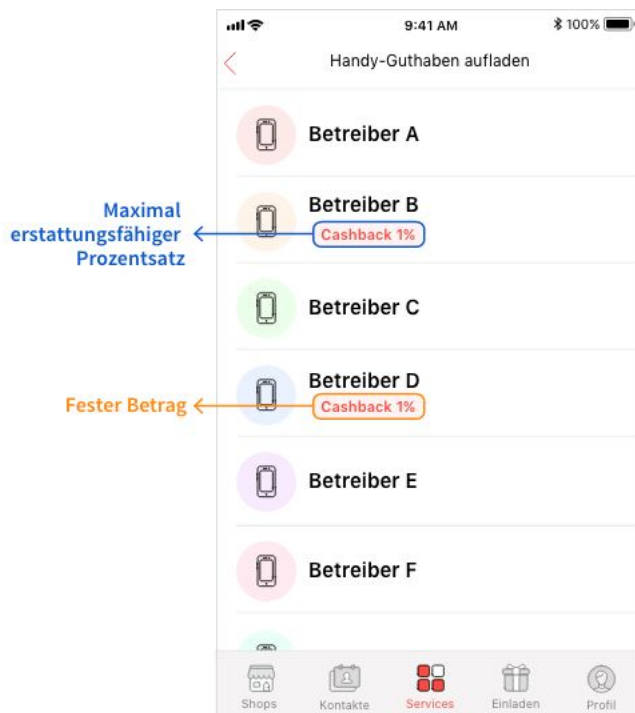 9:41 AM
100%
Handy-Guthaben aufladen
Betreiber A
Maximal
erstattungsfähiger
Prozentsatz
Betreiber B
Cashback 1%
Betreiber C
Fester Betrag
Betreiber D
Cashback 1%
Betreiber E
Betreiber F
Shops
Kontakte
Services
Einladen
Profil